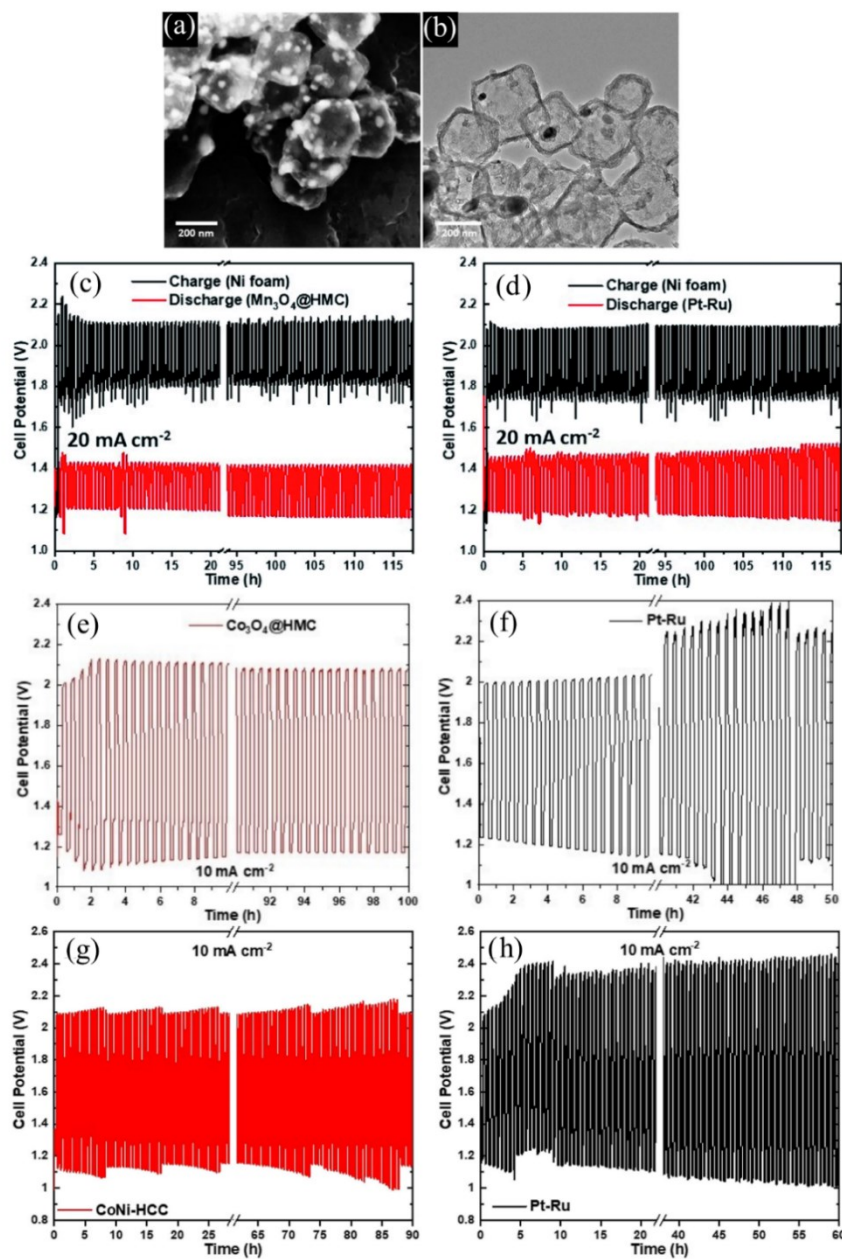 (a)
200 nm
(b)
200 nm
(c)
Charge (Ni foam)
Discharge (Mn₃O₄@HMC)
20 mA cm⁻²
2.4
2.2
2.0
1.8
1.6
1.4
1.2
1.0
Cell Potential (V)
0 5 10 15 20 95 100 105 110 115
Time (h)
(d)
Charge (Ni foam)
Discharge (Pt-Ru)
20 mA cm⁻²
2.4
2.2
2.0
1.8
1.6
1.4
1.2
1.0
Cell Potential (V)
0 5 10 15 20 95 100 105 110 115
Time (h)
(e)
Co₃O₄@HMC
10 mA cm⁻²
2.4
2.2
2
1.8
1.6
1.4
1.2
1
Cell Potential (V)
0 2 4 6 8 92 94 96 98 100
Time (h)
(f)
Pt-Ru
10 mA cm⁻²
2.4
2.2
2
1.8
1.6
1.4
1.2
1
Cell Potential (V)
0 2 4 6 8 42 44 46 48 50
Time (h)
(g)
10 mA cm⁻²
CoNi-HCC
2.6
2.4
2.2
2.0
1.8
1.6
1.4
1.2
1.0
0.8
Cell Potential (V)
0 5 10 15 20 25 65 70 75 80 85 90
Time (h)
(h)
10 mA cm⁻²
Pt-Ru
2.6
2.4
2.2
2.0
1.8
1.6
1.4
1.2
1.0
0.8
Cell Potential (V)
0 5 10 15 20 40 45 50 55 60
Time (h)